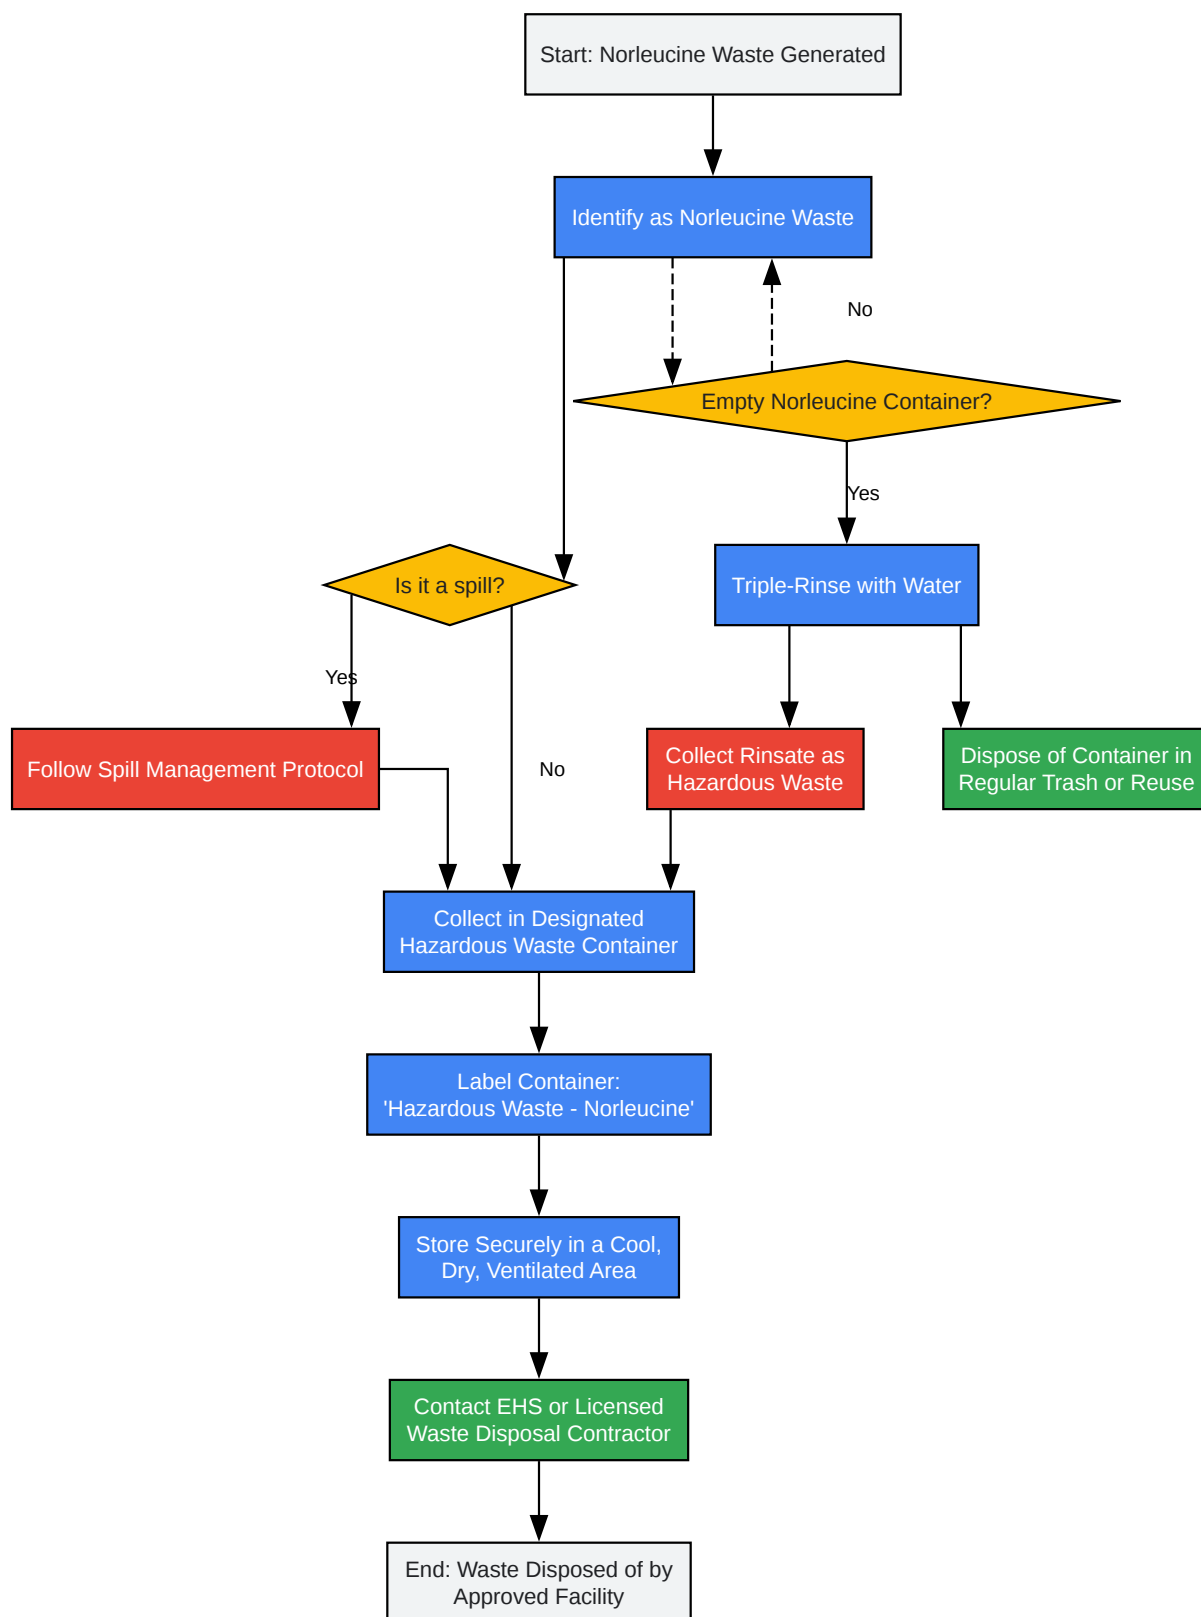 Start: Norleucine Waste Generated
Identify as Norleucine Waste
No
Empty Norleucine Container?
Yes
Is it a spill?
Triple-Rinse with Water
Yes
Follow Spill Management Protocol
No
Collect Rinsate as
Hazardous Waste
Dispose of Container in
Regular Trash or Reuse
Collect in Designated
Hazardous Waste Container
Label Container:
'Hazardous Waste - Norleucine'
Store Securely in a Cool,
Dry, Ventilated Area
Contact EHS or Licensed
Waste Disposal Contractor
End: Waste Disposed of by
Approved Facility